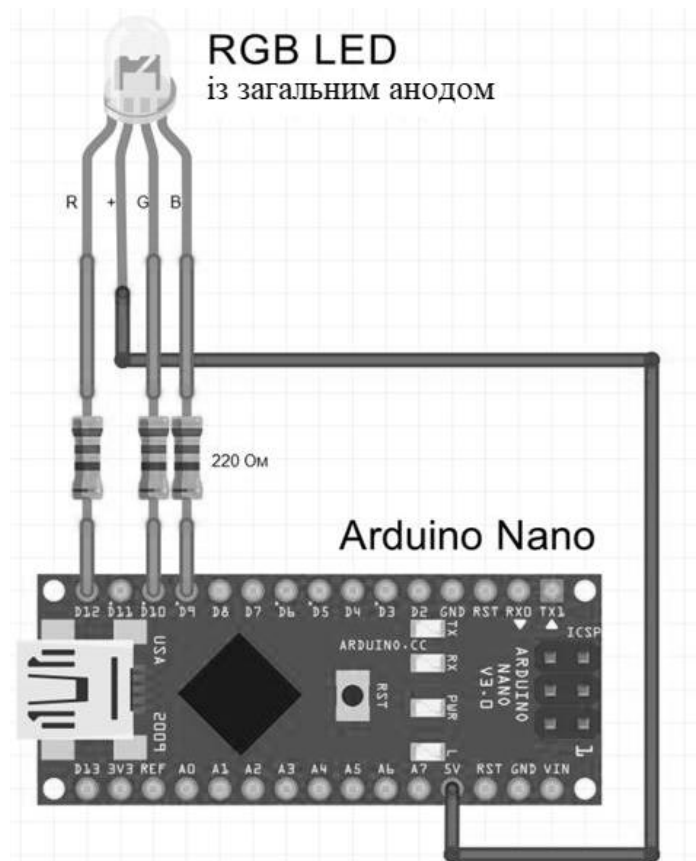 RGB LED
із загальним анодом
R + G B
220 Ом
Arduino Nano
D12 D11 D10 D9 D8 D7 D6 D5 D4 D3 D2 GND RST RX0 TX1
ICSP
USA
TX
ARDUINO.CC
RX
RST
PWR
ARDUINO
NANO
V3.0
2009
L
1
D13 3V3 REF A0 A1 A2 A3 A4 A5 A6 A7 5V RST GND VIN